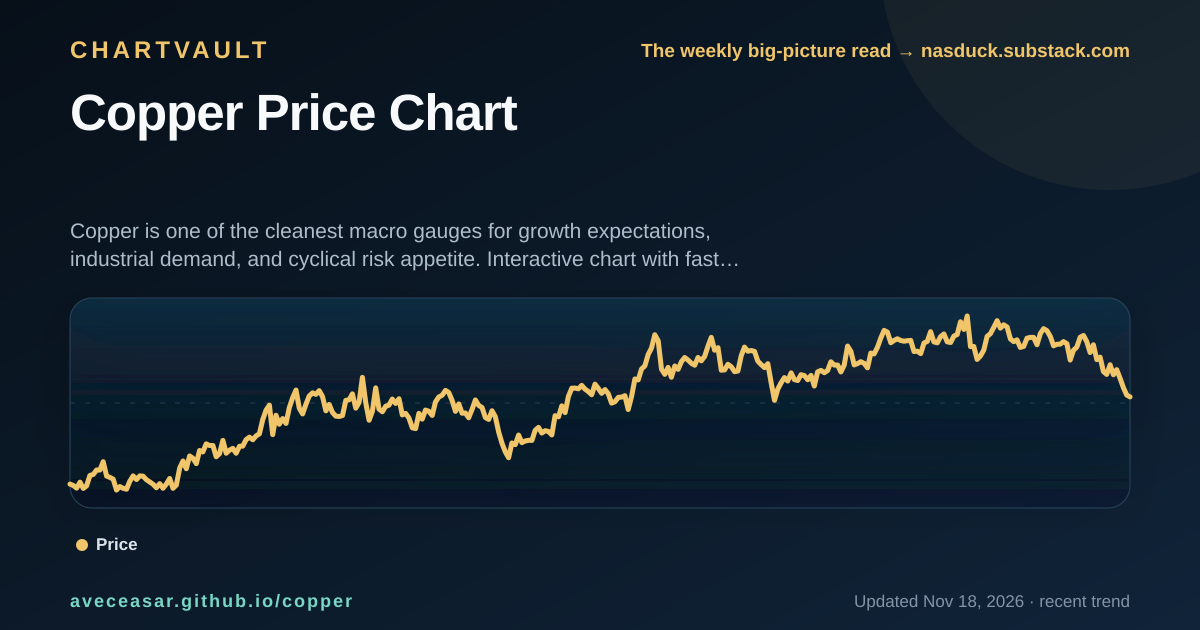 CHARTVAULT
The weekly big-picture read → nasduck.substack.com
Copper Price Chart
Copper is one of the cleanest macro gauges for growth expectations,
industrial demand, and cyclical risk appetite. Interactive chart with fast…
Price
aveceasar.github.io/copper
Updated Nov 18, 2026 · recent trend